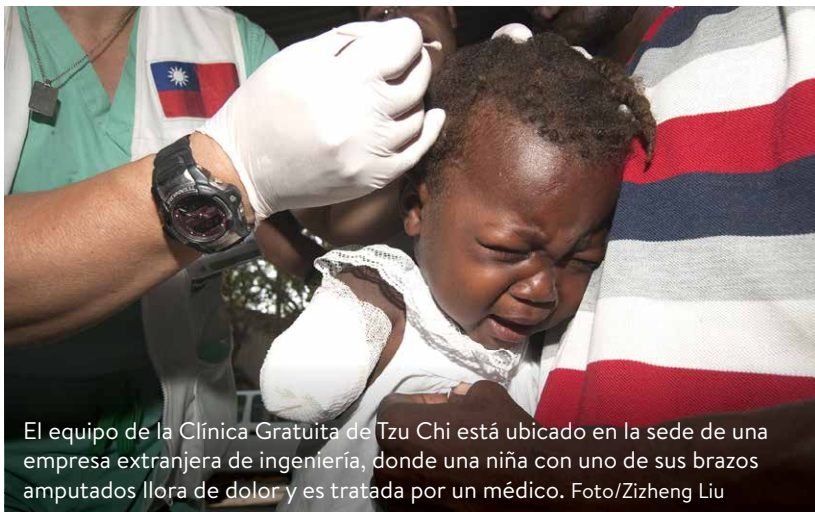 El equipo de la Clínica Gratuita de Tzu Chi está ubicado en la sede de una
empresa extranjera de ingeniería, donde una niña con uno de sus brazos
amputados llora de dolor y es tratada por un médico. Foto/Zizheng Liu